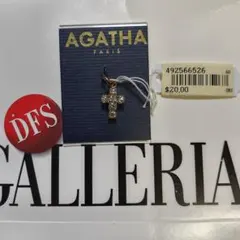 AGATHA
PARIS
492566526
$20.00
DFS
GALLERIA